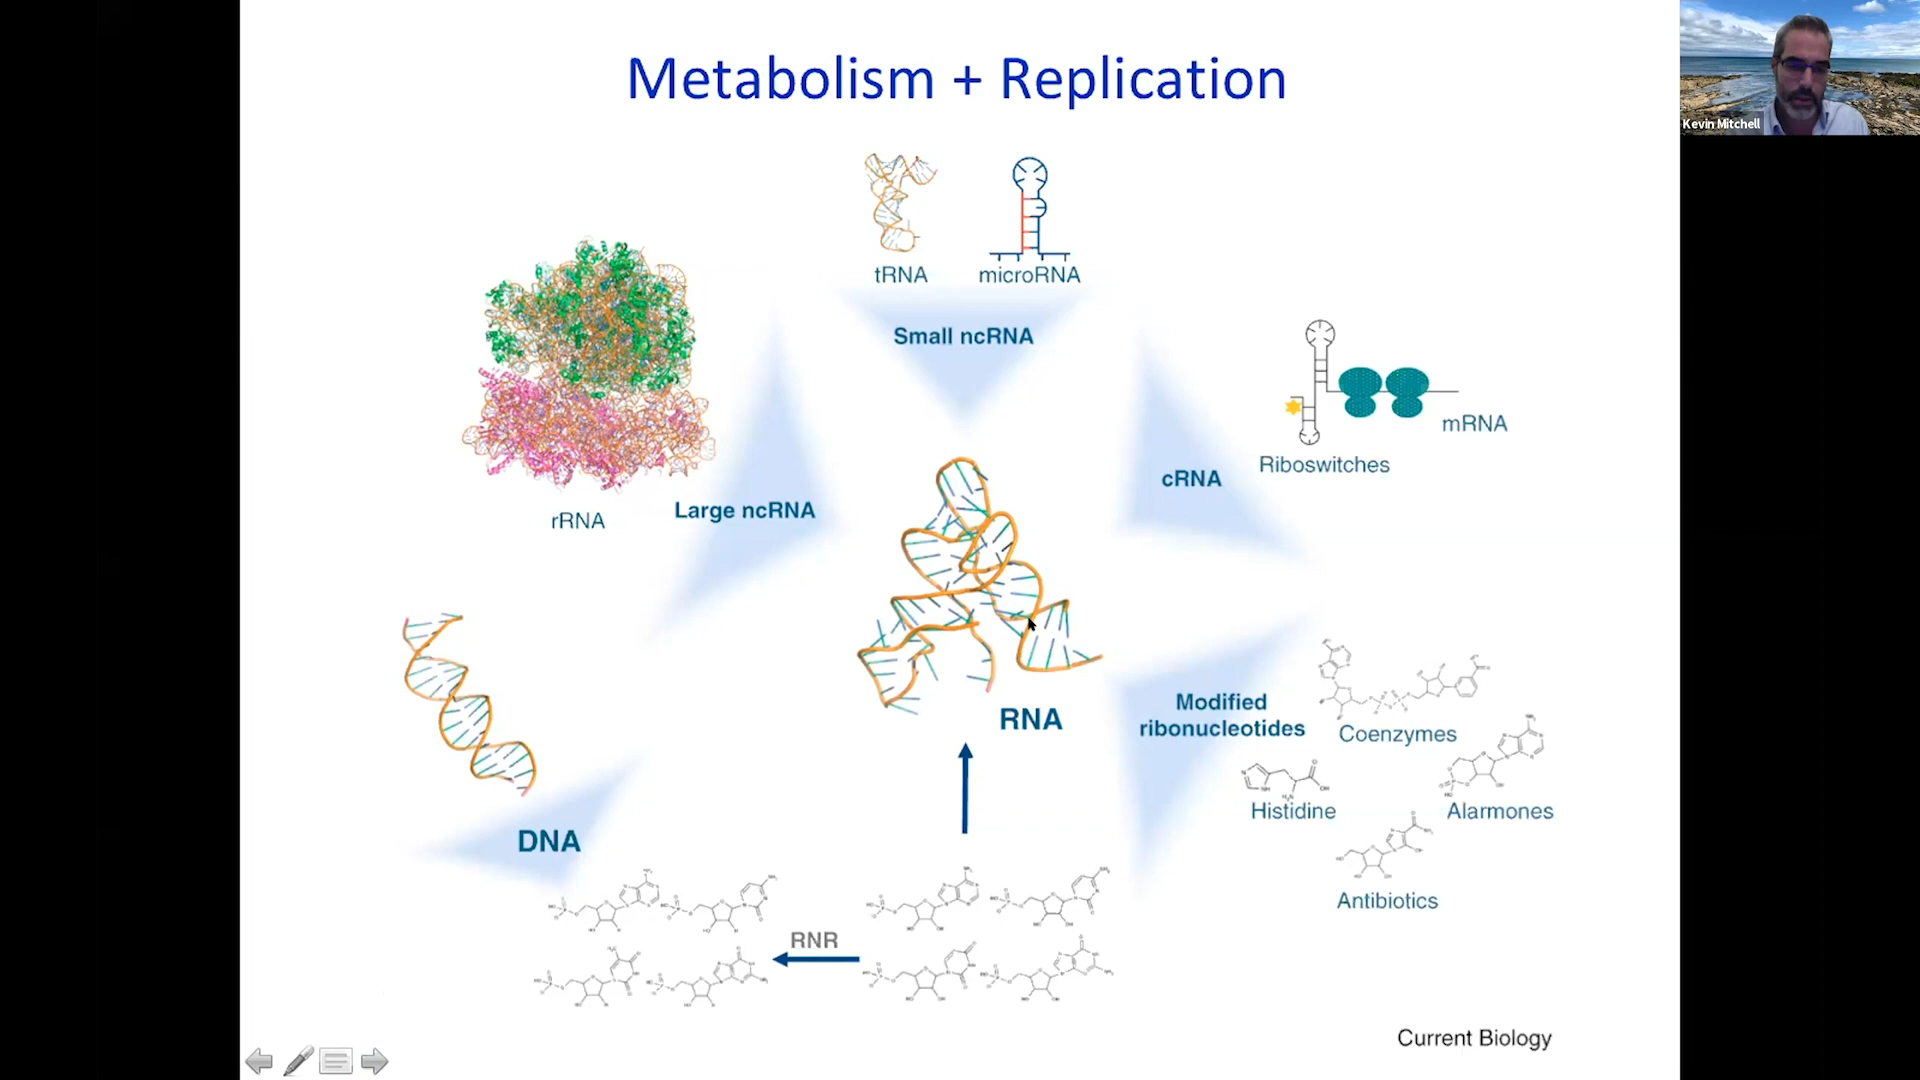 Metabolism + Replication
Kevin Mitchell
tRNA
microRNA
Small ncRNA
rRNA
Large ncRNA
cRNA
Riboswitches
mRNA
RNA
Modified
ribonucleotides
Coenzymes
Histidine
Alarmones
Antibiotics
DNA
RNR
Current Biology